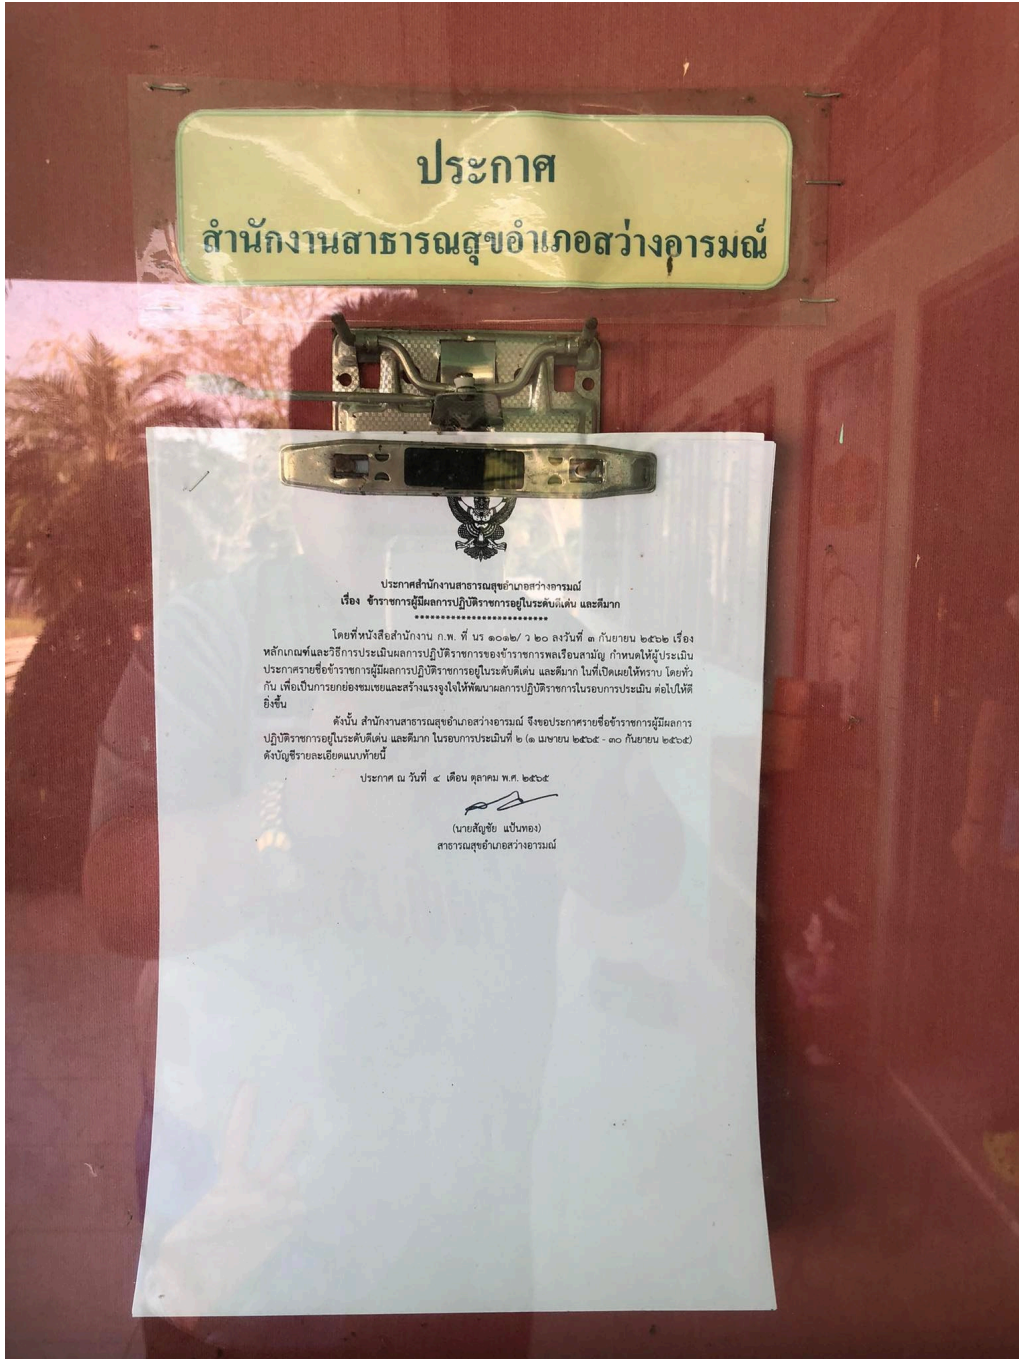 ประกาศ
สำนักงานสาธารณสุขอำเภอสว่างอารมณ์
ประกาศสำนักงานสาธารณสุขอำเภอสว่างอารมณ์
เรื่อง ข้าราชการผู้มีผลการปฏิบัติราชการอยู่ในระดับดีเด่น และดีมาก
**************************
โดยที่หนังสือสำนักงาน ก.พ. ที่ นร ๑๐๑๒/ ว ๒๐ ลงวันที่ ๓ กันยายน ๒๕๖๒ เรื่อง
หลักเกณฑ์และวิธีการประเมินผลการปฏิบัติราชการของข้าราชการพลเรือนสามัญ กำหนดให้ผู้ประเมิน
ประกาศรายชื่อข้าราชการผู้มีผลการปฏิบัติราชการอยู่ในระดับดีเด่น และดีมาก ในที่เปิดเผยให้ทราบ โดยทั่ว
กัน เพื่อเป็นการยกย่องชมเชยและสร้างแรงจูงใจให้พัฒนาผลการปฏิบัติราชการในรอบการประเมิน ต่อไปให้ดี
ยิ่งขึ้น
ดังนั้น สำนักงานสาธารณสุขอำเภอสว่างอารมณ์ จึงขอประกาศรายชื่อข้าราชการผู้มีผลการ
ปฏิบัติราชการอยู่ในระดับดีเด่น และดีมาก ในรอบการประเมินที่ ๒ (๑ เมษายน ๒๕๖๕ - ๓๐ กันยายน ๒๕๖๕)
ดังบัญชีรายละเอียดแนบท้ายนี้
ประกาศ ณ วันที่ ๔ เดือน ตุลาคม พ.ศ. ๒๕๖๕
(นายสัญชัย แป้นทอง)
สาธารณสุขอำเภอสว่างอารมณ์